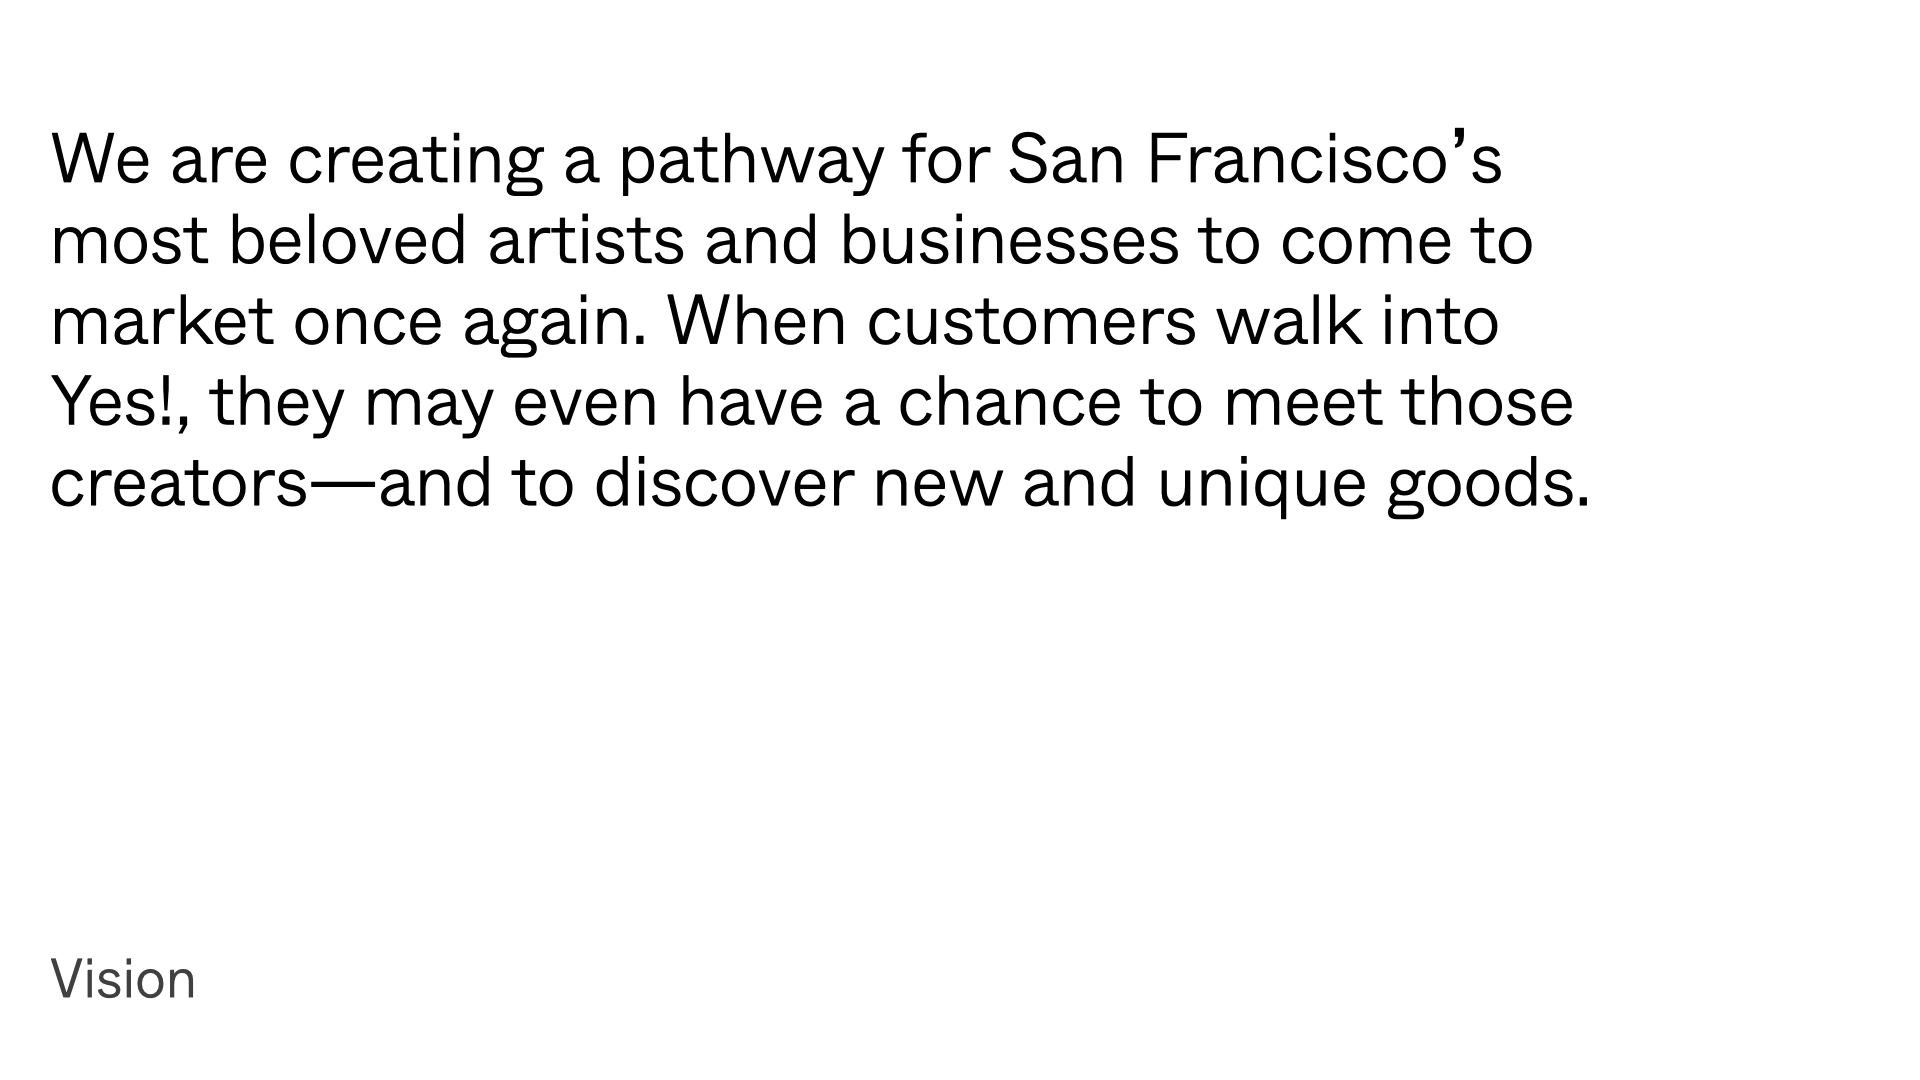 We are creating a pathway for San Francisco’s
most beloved artists and businesses to come to
market once again. When customers walk into
Yes!, they may even have a chance to meet those
creators—and to discover new and unique goods.
Vision